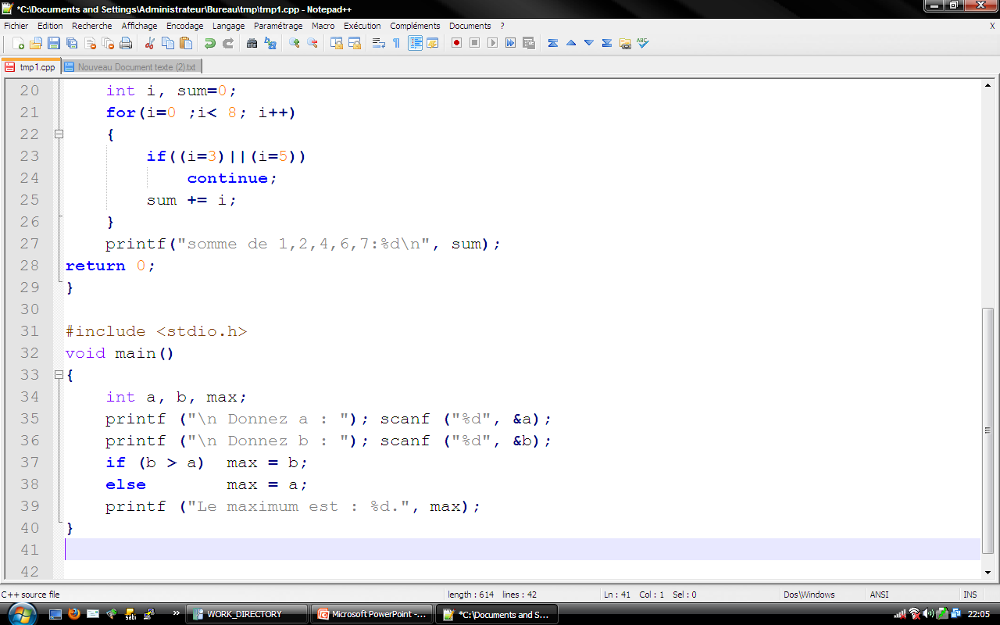 *C:\Documents and Settings\Administrateur\Bureau\tmp\tmp1.cpp - Notepad++
Fichier Edition Recherche Affichage Encodage Langage Paramétrage Macro Exécution Compléments Documents ? X
tmp1.cpp Nouveau Document texte (2).txt
20 int i, sum=0;
21 for(i=0 ;i< 8; i++)
22 {
23 if((i=3)||(i=5))
24 continue;
25 sum += i;
26 }
27 printf("somme de 1,2,4,6,7:%d\n", sum);
28 return 0;
29 }
30
31 #include <stdio.h>
32 void main()
33 {
34 int a, b, max;
35 printf ("\n Donnez a : "); scanf ("%d", &a);
36 printf ("\n Donnez b : "); scanf ("%d", &b);
37 if (b > a) max = b;
38 else max = a;
39 printf ("Le maximum est : %d.", max);
40 }
41
42
C++ source file length : 614 lines : 42 Ln : 41 Col : 1 Sel : 0 Dos\Windows ANSI INS
» WORK_DIRECTORY Microsoft PowerPoint -... *C:\Documents and S... 22:05